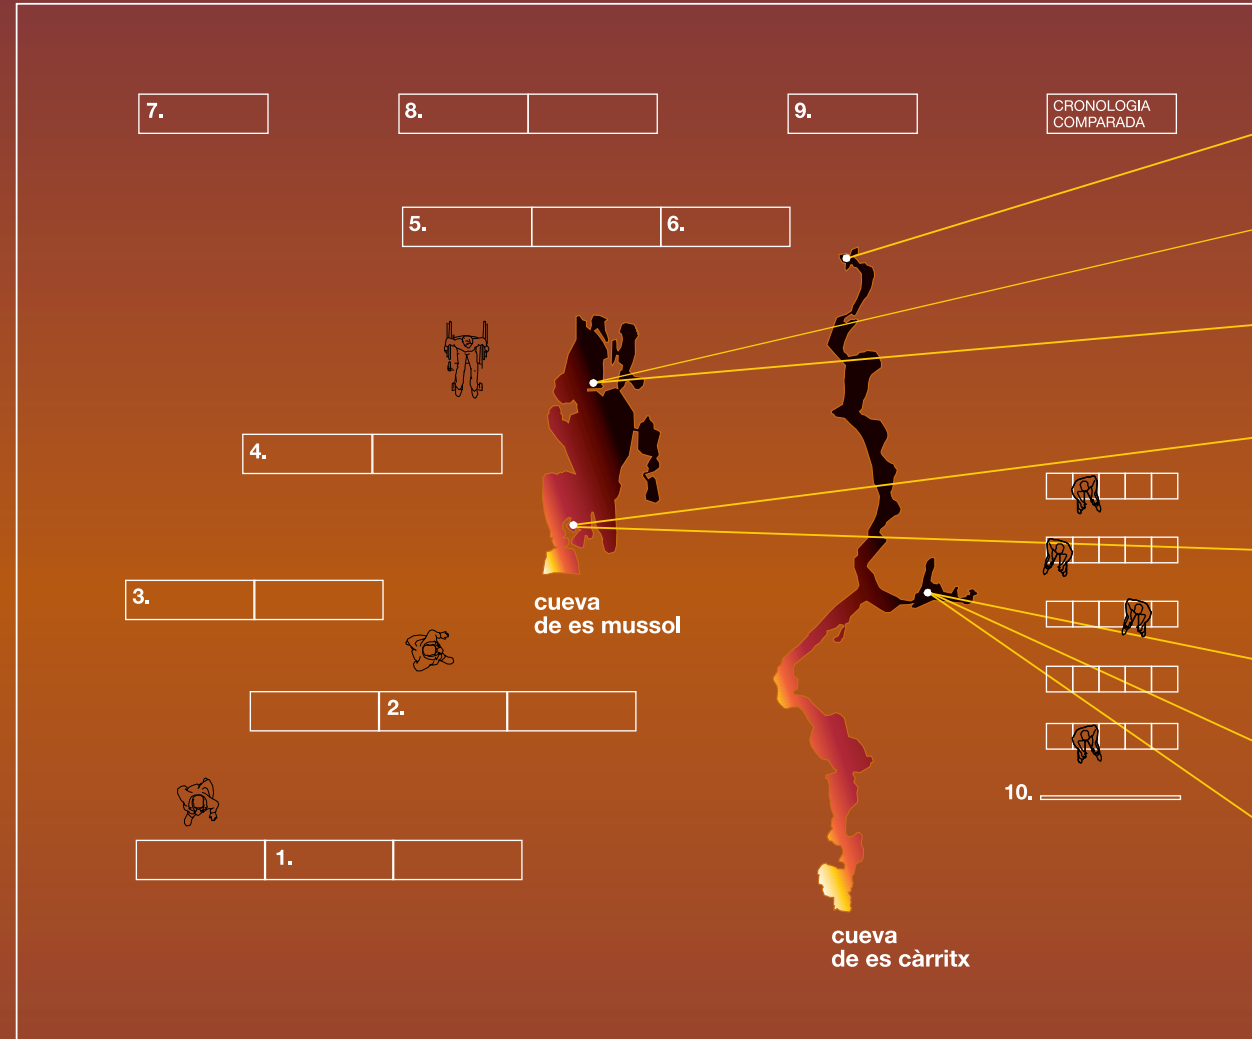 7.
8.
9.
CRONOLOGIA
COMPARADA
5.
6.
4.
3.
cueva
de es mussol
2.
10.
1.
cueva
de es càrritx